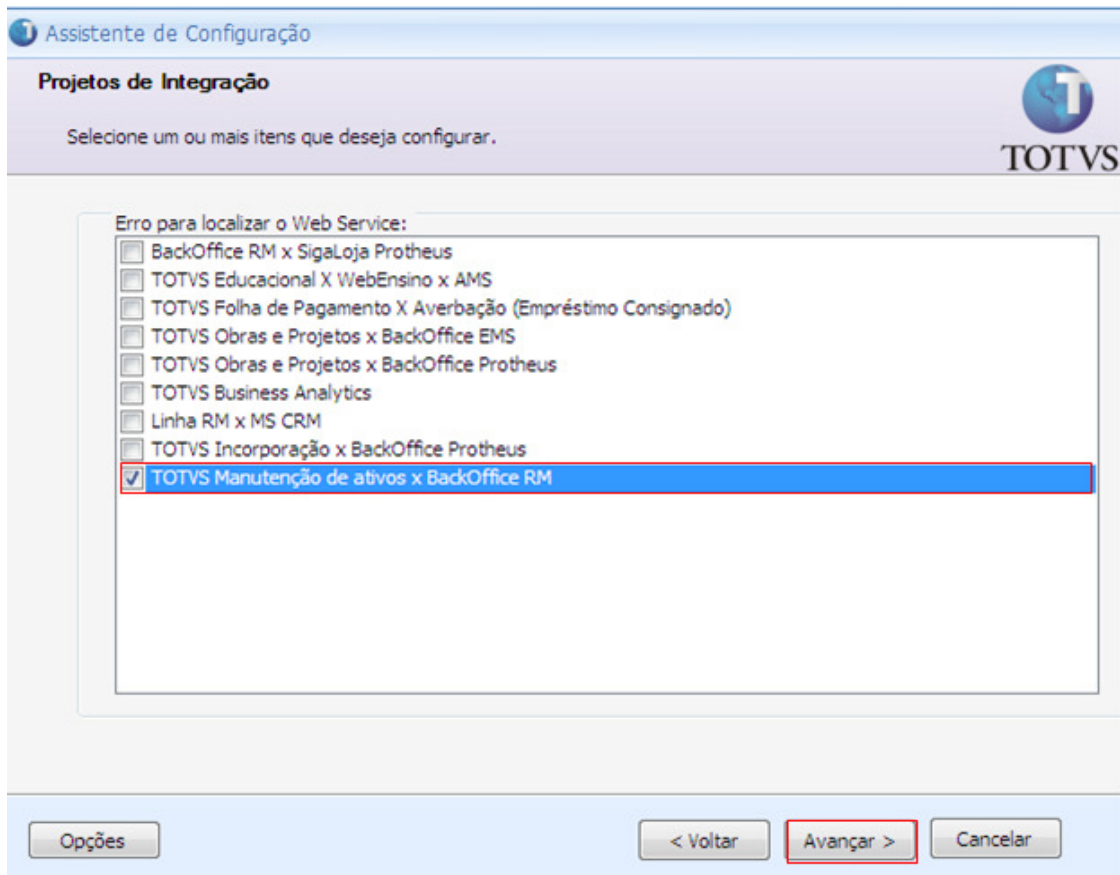 Assistente de Configuração
Projetos de Integração
Selecione um ou mais itens que deseja configurar.
TOTVS
Erro para localizar o Web Service:
BackOffice RM x SigaLoja Protheus
TOTVS Educacional X WebEnsino x AMS
TOTVS Folha de Pagamento X Averbação (Empréstimo Consignado)
TOTVS Obras e Projetos x BackOffice EMS
TOTVS Obras e Projetos x BackOffice Protheus
TOTVS Business Analytics
Linha RM x MS CRM
TOTVS Incorporação x BackOffice Protheus
TOTVS Manutenção de ativos x BackOffice RM
Opções
< Voltar
Avançar >
Cancelar